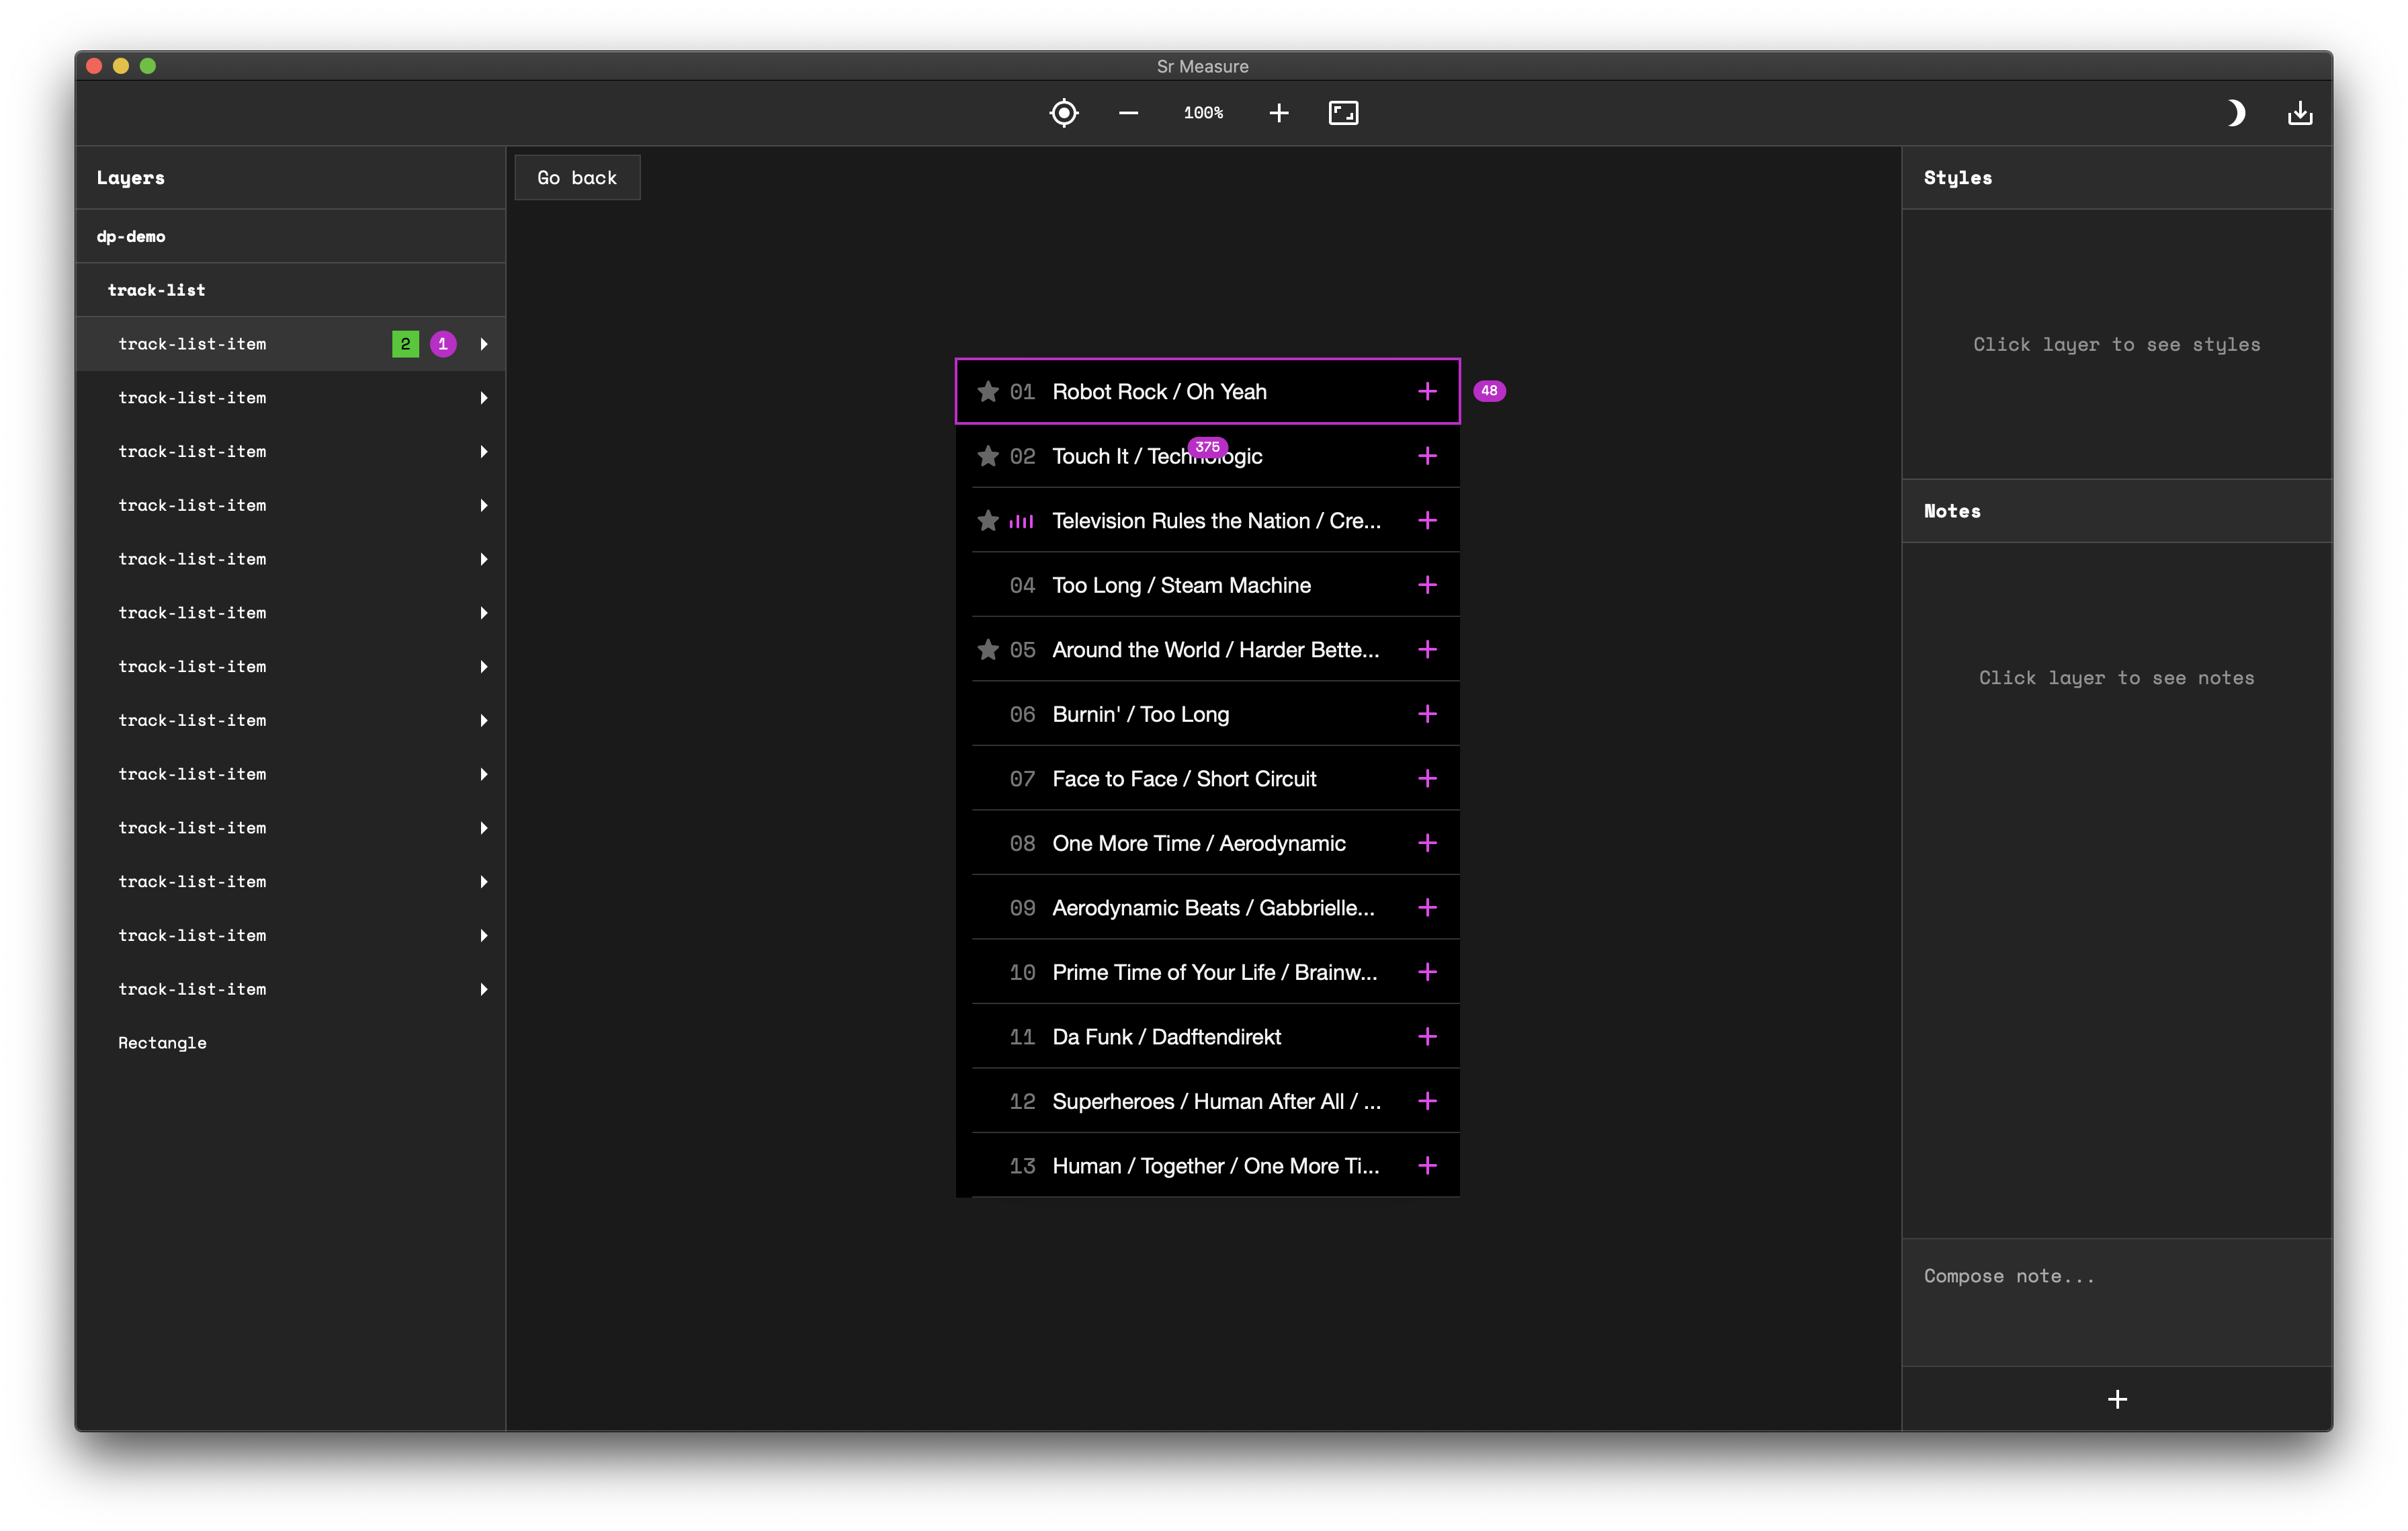 Sr Measure
100%
Layers
Go back
Styles
dp-demo
track-list
track-list-item 2 1
track-list-item
track-list-item
track-list-item
track-list-item
track-list-item
track-list-item
track-list-item
track-list-item
track-list-item
track-list-item
track-list-item
track-list-item
Rectangle
01 Robot Rock / Oh Yeah
48
375
02 Touch It / Technologic
Television Rules the Nation / Cre...
04 Too Long / Steam Machine
05 Around the World / Harder Bette...
06 Burnin' / Too Long
07 Face to Face / Short Circuit
08 One More Time / Aerodynamic
09 Aerodynamic Beats / Gabbrielle...
10 Prime Time of Your Life / Brainw...
11 Da Funk / Dadftendirekt
12 Superheroes / Human After All / ...
13 Human / Together / One More Ti...
Click layer to see styles
Notes
Click layer to see notes
Compose note...